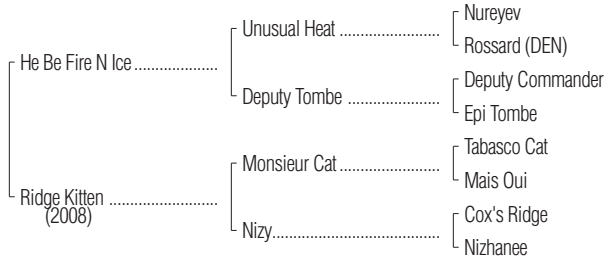 Nureyev
Unusual Heat ...................
Rossard (DEN)
He Be Fire N Ice ................
Deputy Commander
Deputy Tombe .................
Epi Tombe
Tabasco Cat
Monsieur Cat ...................
Mais Oui
Ridge Kitten .....................
(2008)
Cox's Ridge
Nizy................................
Nizhanee